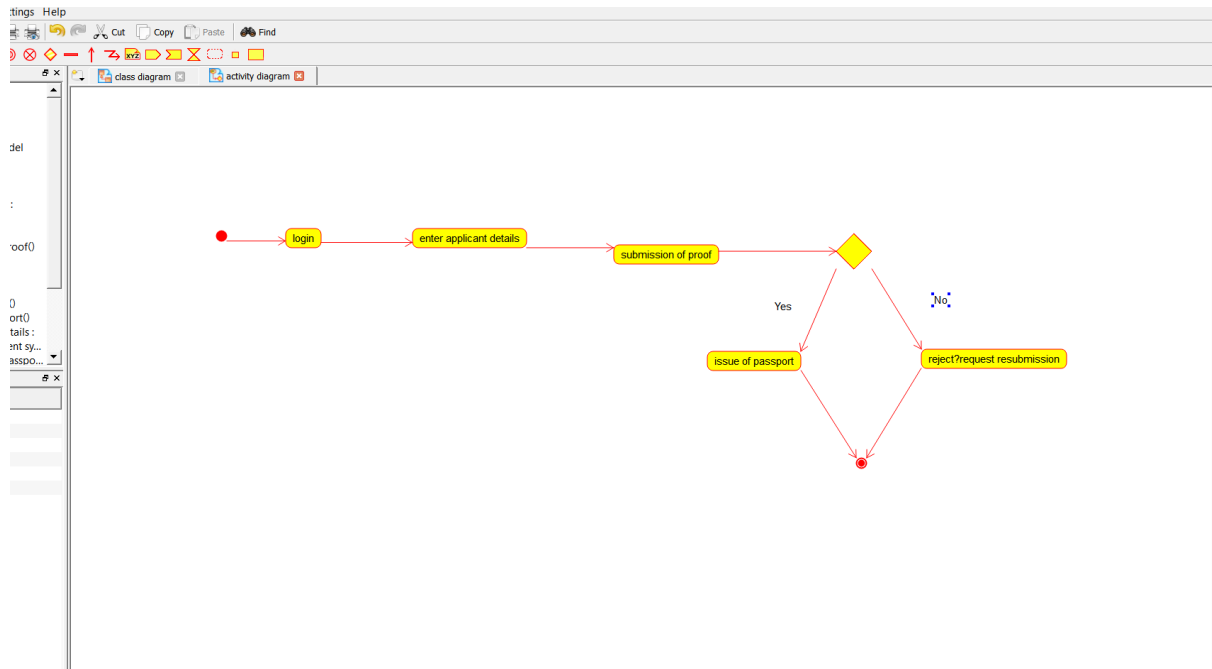 ttings Help
Cut Copy Paste Find
XYZ
class diagram activity diagram
del
:
roof()
()
ort()
tails :
ent sy...
asspo...
login
enter applicant details
submission of proof
Yes
No
issue of passport
reject?request resubmission